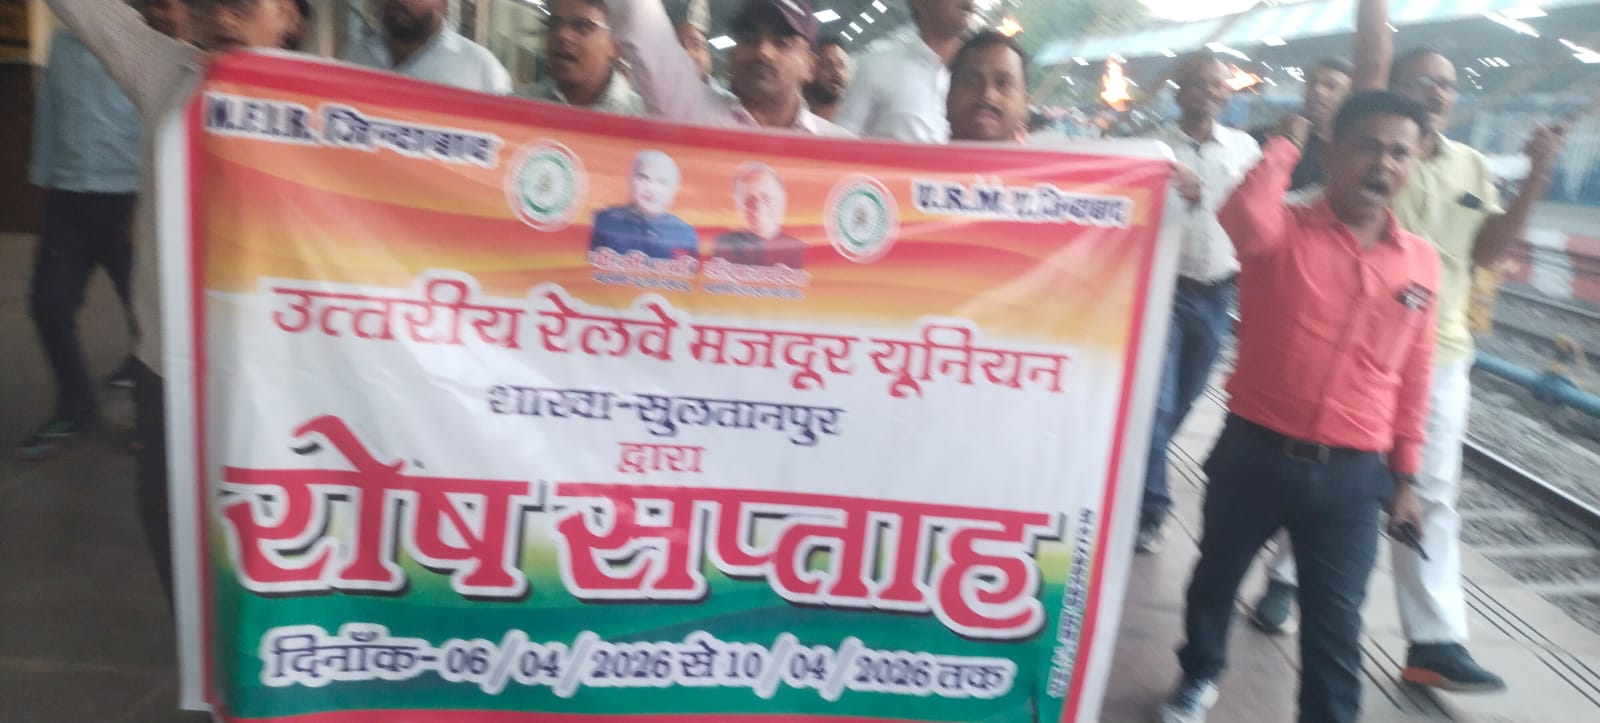 N.F.I.R. जिन्दाबाद
U.R.M.U. जिन्दाबाद
उत्तरीय रेलवे मजदूर यूनियन
शाखा-सुलतानपुर
द्वारा
रोष सप्ताह
दिनाँक-06/04/2026 से 10/04/2026 तक